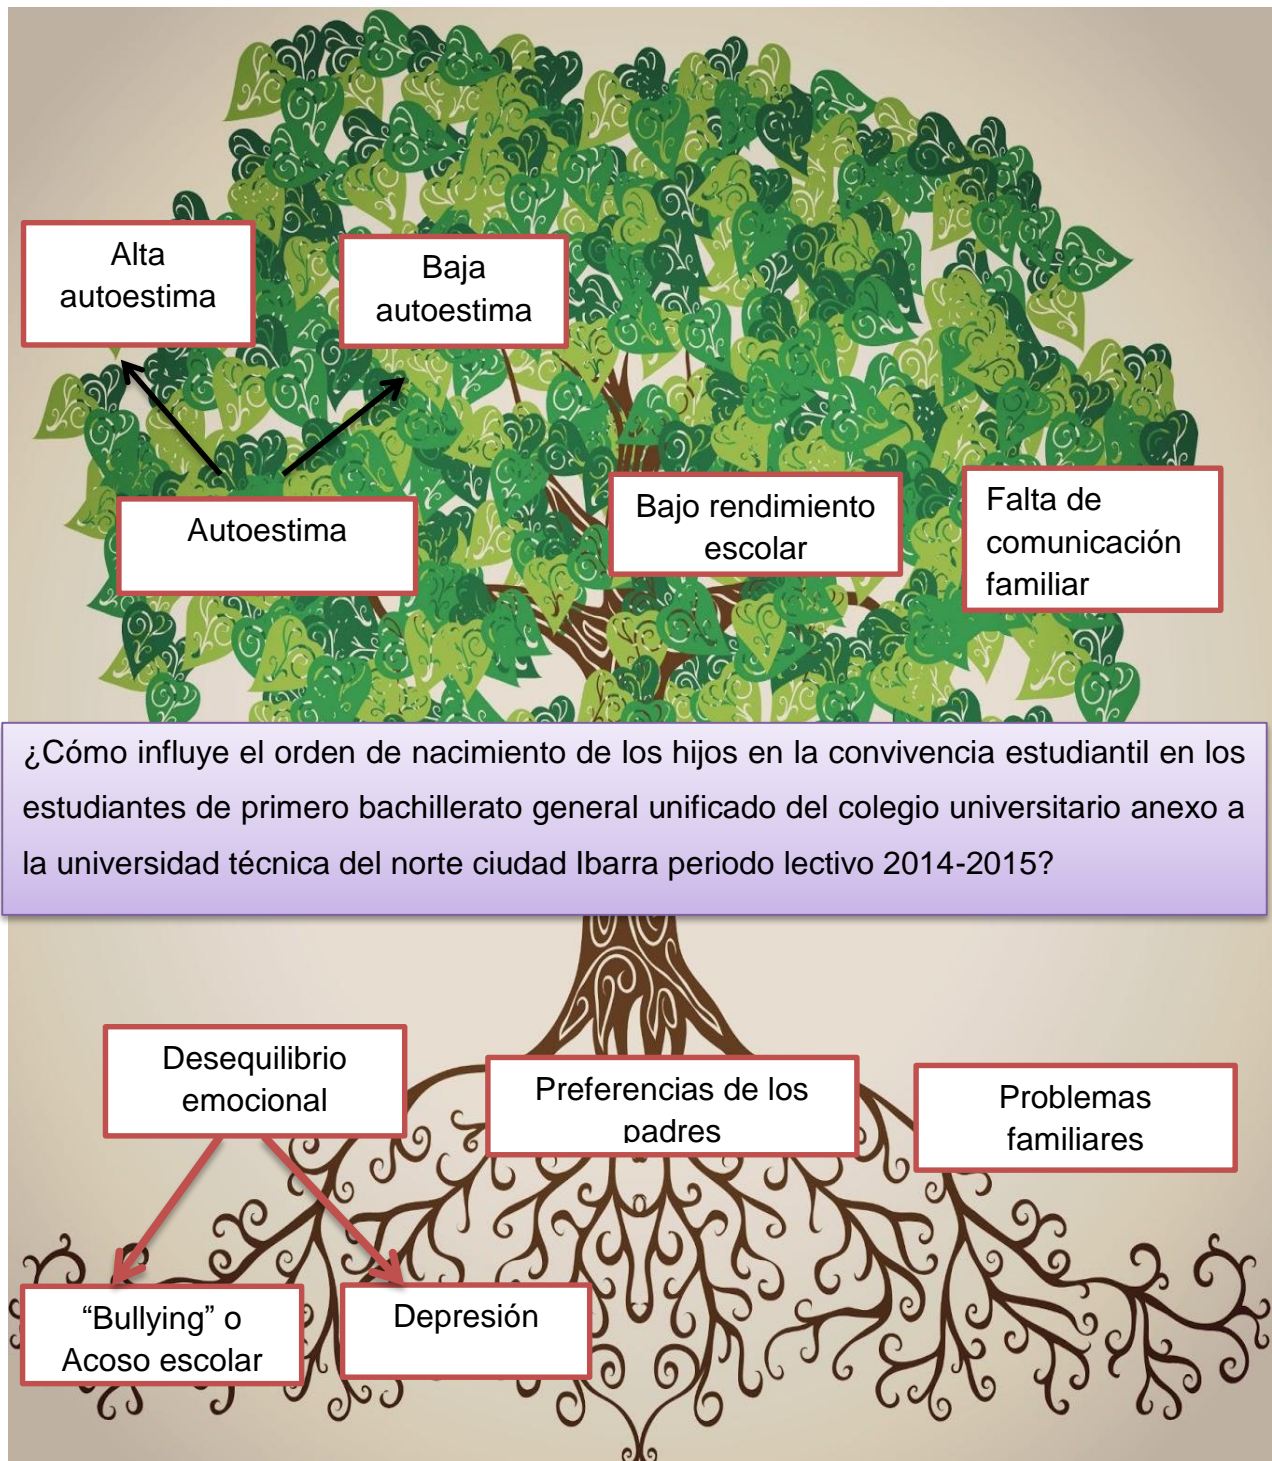 Alta
autoestima
Baja
autoestima
Autoestima
Bajo rendimiento
escolar
Falta de
comunicación
familiar
¿Cómo influye el orden de nacimiento de los hijos en la convivencia estudiantil en los
estudiantes de primero bachillerato general unificado del colegio universitario anexo a
la universidad técnica del norte ciudad Ibarra periodo lectivo 2014-2015?
Desequilibrio
emocional
Preferencias de los
padres
Problemas
familiares
“Bullying” o
Acoso escolar
Depresión